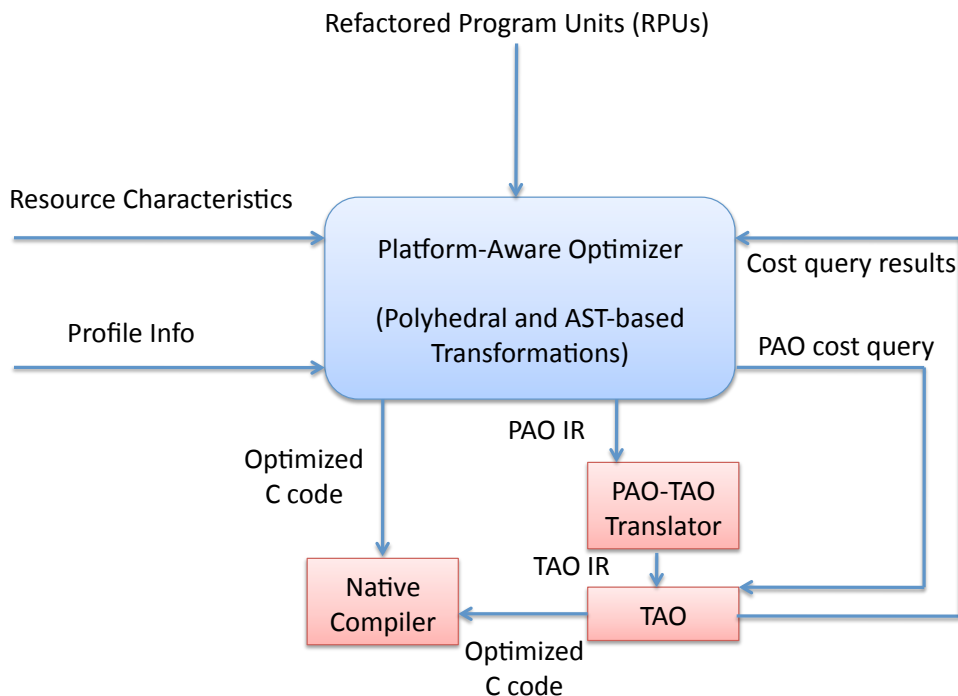 Refactored Program Units (RPUs)
Resource Characteristics
Platform-Aware Optimizer
Cost query results
(Polyhedral and AST-based
Transformations)
Profile Info
PAO cost query
PAO IR
Optimized
C code
PAO-TAO
Translator
TAO IR
Native
Compiler
TAO
Optimized
C code